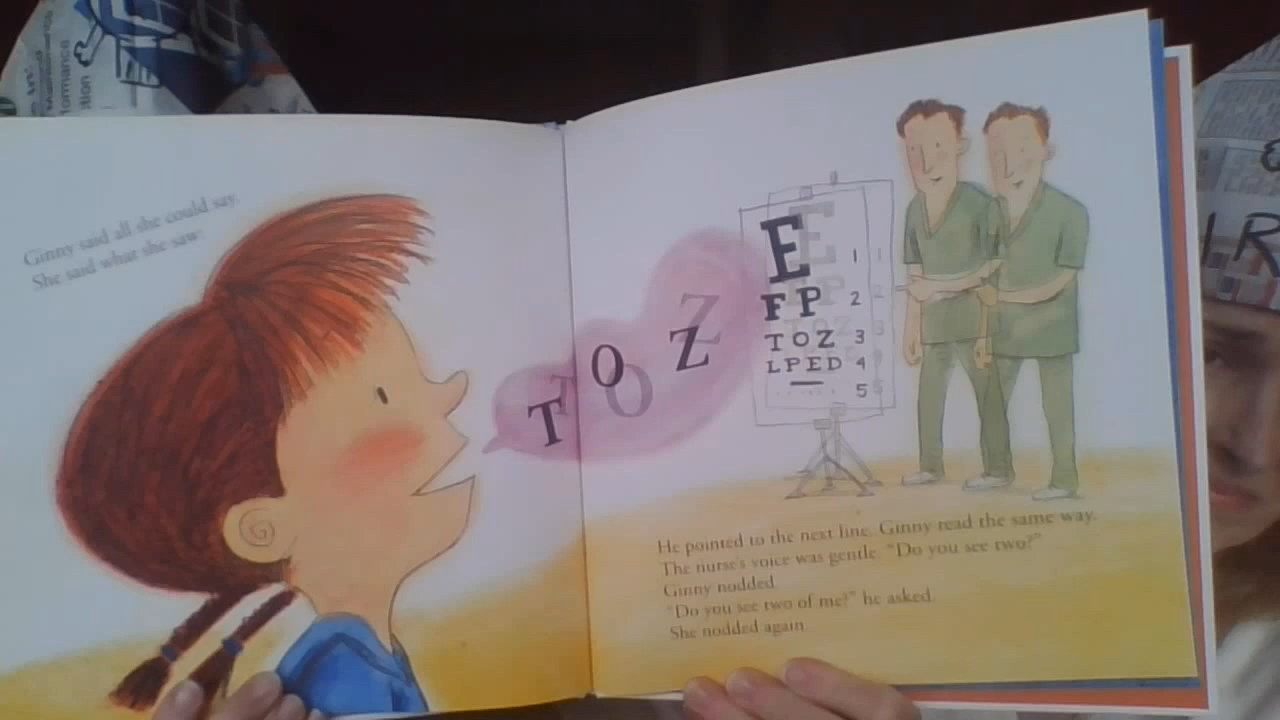 Ginny said all she could say.
She said what she saw:
T O Z
T O Z
E 1
F P 2
T O Z 3
L P E D 4
5
He pointed to the next line. Ginny read the same way.
The nurse's voice was gentle. "Do you see two?"
Ginny nodded.
"Do you see two of me?" he asked.
She nodded again.